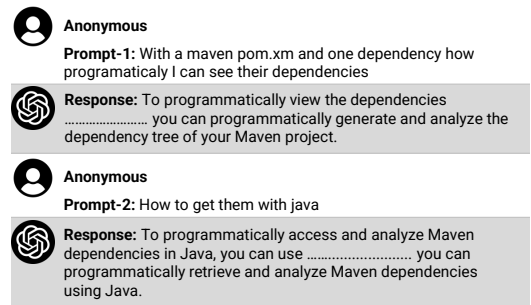 Anonymous
Prompt-1: With a maven pom.xm and one dependency how
programaticaly I can see their dependencies
Response: To programmatically view the dependencies
........................ you can programmatically generate and analyze the
dependency tree of your Maven project.
Anonymous
Prompt-2: How to get them with java
Response: To programmatically access and analyze Maven
dependencies in Java, you can use ........................... you can
programmatically retrieve and analyze Maven dependencies
using Java.